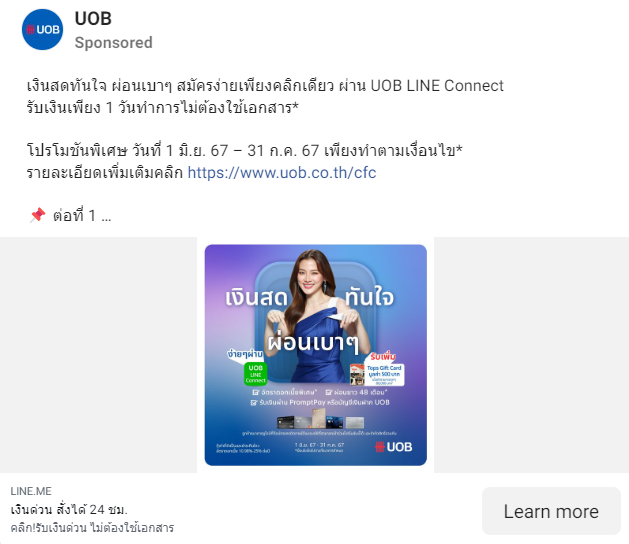 UOB
UOB
Sponsored
เงินสดทันใจ ผ่อนเบาๆ สมัครง่ายเพียงคลิกเดียว ผ่าน UOB LINE Connect
รับเงินเพียง 1 วันทำการไม่ต้องใช้เอกสาร*
โปรโมชันพิเศษ วันที่ 1 มิ.ย. 67 – 31 ก.ค. 67 เพียงทำตามเงื่อนไข*
รายละเอียดเพิ่มเติมคลิก https://www.uob.co.th/cfc
📌 ต่อที่ 1 ...
เงินสด ทันใจ
ผ่อนเบาๆ
ง่ายๆผ่าน
UOB
LINE
Connect
รับเพิ่ม
Tops Gift Card
มูลค่า 500 บาท
อัตราดอกเบี้ยพิเศษ* ผ่อนยาว 48 เดือน*
รับเงินผ่าน PromptPay หรือบัญชีเงินฝาก UOB
1 มิ.ย. 67 - 31 ก.ค. 67
UOB
LINE.ME
เงินด่วน สั่งได้ 24 ชม.
คลิก!รับเงินด่วน ไม่ต้องใช้เอกสาร
Learn more